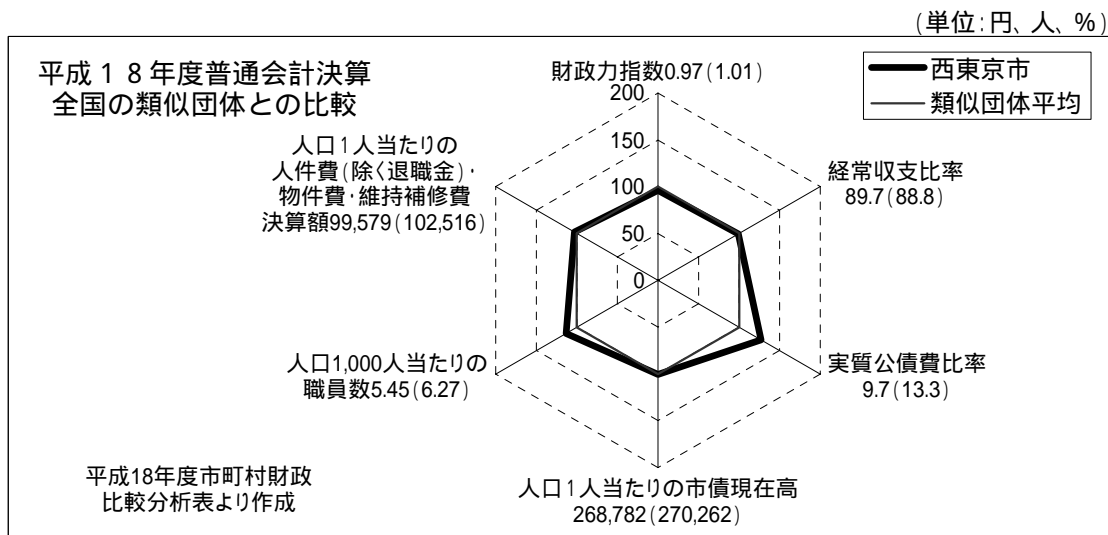 (単位:円、人、%)
平成18年度普通会計決算
全国の類似団体との比較
西東京市
類似団体平均
財政力指数0.97(1.01)
200
150
100
50
0
人口1人当たりの
人件費(除く退職金)・
物件費・維持補修費
決算額99,579(102,516)
経常収支比率
89.7(88.8)
人口1,000人当たりの
職員数5.45(6.27)
実質公債費比率
9.7(13.3)
人口1人当たりの市債現在高
268,782(270,262)
平成18年度市町村財政
比較分析表より作成